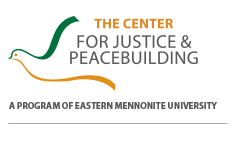 THE CENTER
FOR JUSTICE &
PEACEBUILDING
A PROGRAM OF EASTERN MENNONITE UNIVERSITY